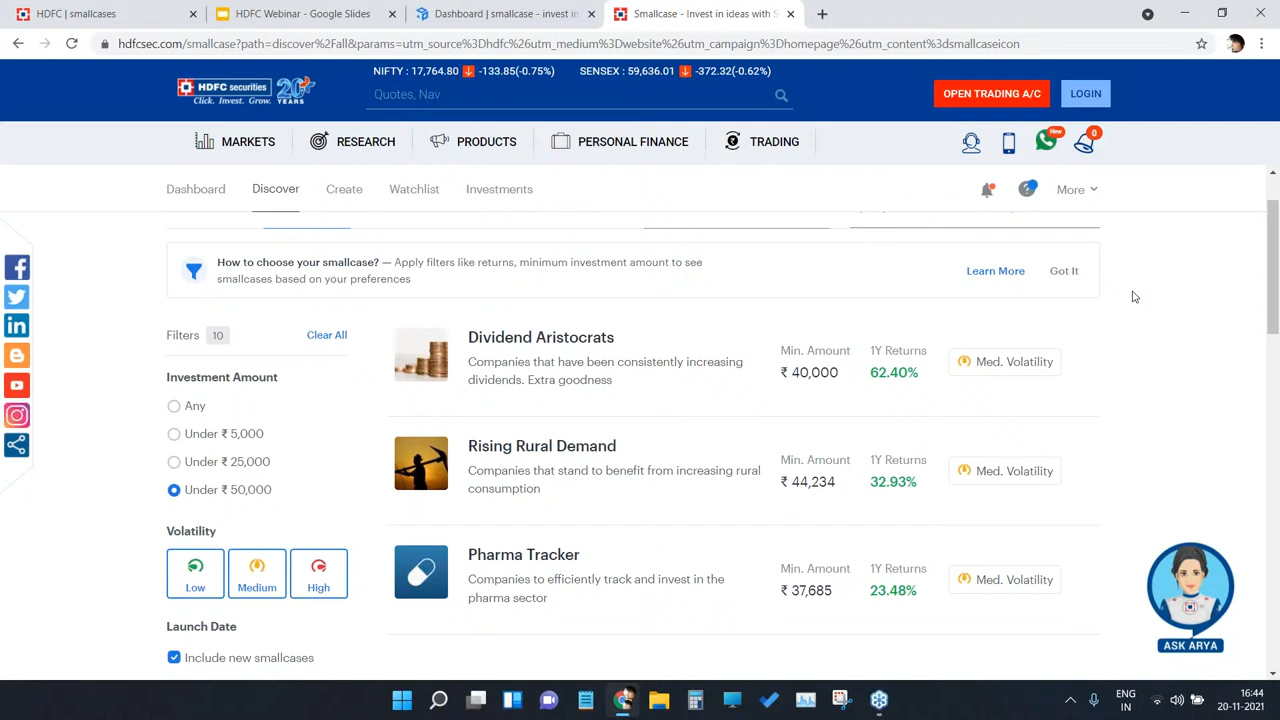 HDFC | smallcases
HDFC Webinar - Google Slides
Dashboard | smallcase - invest in
Smallcase - Invest in ideas with S
hdfcsec.com/smallcase?path=discover%2Fall&params=utm_source%3Dhdfc%26utm_medium%3Dwebsite%26utm_campaign%3Dhomepage%26utm_content%3dsmallcaseicon
HDFC securities
Click. Invest. Grow.
20
YEARS
NIFTY : 17,764.80 -133.85(-0.75%) SENSEX : 59,636.01 -372.32(-0.62%)
Quotes, Nav
OPEN TRADING A/C
LOGIN
MARKETS RESEARCH PRODUCTS PERSONAL FINANCE TRADING
New
0
Dashboard Discover Create Watchlist Investments More
How to choose your smallcase? — Apply filters like returns, minimum investment amount to see
smallcases based on your preferences
Learn More Got It
Filters 10 Clear All
Investment Amount
Any
Under ₹ 5,000
Under ₹ 25,000
Under ₹ 50,000
Volatility
Low Medium High
Launch Date
Include new smallcases
Dividend Aristocrats
Companies that have been consistently increasing
dividends. Extra goodness
Min. Amount 1Y Returns
₹ 40,000 62.40%
Med. Volatility
Rising Rural Demand
Companies that stand to benefit from increasing rural
consumption
Min. Amount 1Y Returns
₹ 44,234 32.93%
Med. Volatility
Pharma Tracker
Companies to efficiently track and invest in the
pharma sector
Min. Amount 1Y Returns
₹ 37,685 23.48%
Med. Volatility
ASK ARYA
ENG
IN
16:44
20-11-2021